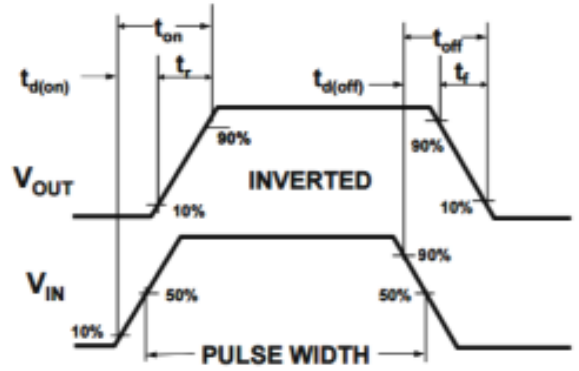 ton
toff
td(on)
tr
td(off)
tf
90%
90%
VOUT
INVERTED
10%
10%
VIN
90%
50%
50%
10%
PULSE WIDTH